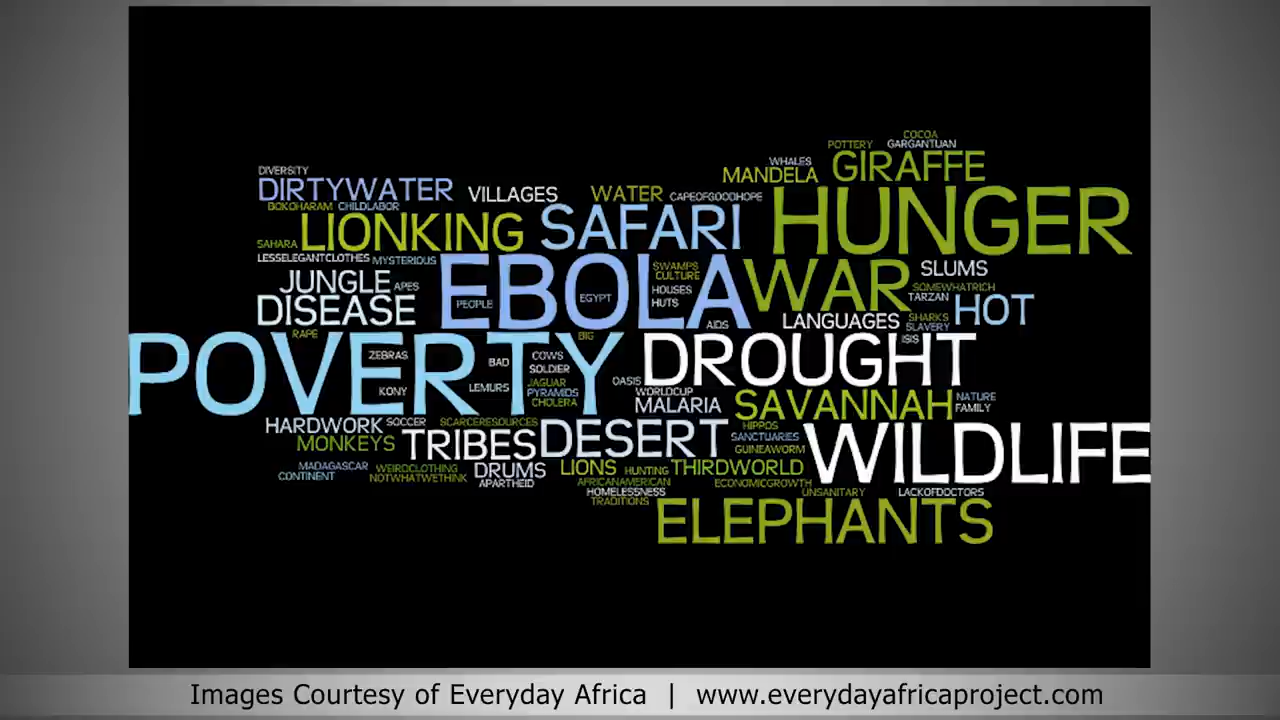 COCOA
POTTERY GARGANTUAN
WHALES
DIVERSITY MANDELA GIRAFFE
DIRTYWATER VILLAGES WATER CAPEOFGOODHOPE
BOKOHARAM CHILDLABOR
SAHARA LIONKING SAFARI HUNGER
LESSELEGANTCLOTHES MYSTERIOUS
JUNGLE APES
EBOLA SWAMPS CULTURE WAR SLUMS
SOMEWHATRICH
HOUSES
HUTS
DISEASE PEOPLE EGYPT TARZAN HOT
AIDS LANGUAGES SHARKS
SLAVERY
RAPE BIG ISIS
POVERTY DROUGHT
ZEBRAS BAD COWS
SOLDIER
KONY LEMURS JAGUAR OASIS
PYRAMIDS WORLDCUP
CHOLERA MALARIA SAVANNAH NATURE
FAMILY
HARDWORK SOCCER SCARCERESOURCES HIPPOS
MONKEYS TRIBES DESERT SANCTUARIES WILDLIFE
GUINEAWORM
MADAGASCAR WEIRDCLOTHING DRUMS LIONS HUNTING THIRDWORLD
CONTINENT NOTWHATWETHINK APARTHEID AFRICANAMERICAN ECONOMICGROWTH
HOMELESSNESS UNSANITARY LACKOFDOCTORS
TRADITIONS
ELEPHANTS
Images Courtesy of Everyday Africa | www.everydayafricaproject.com